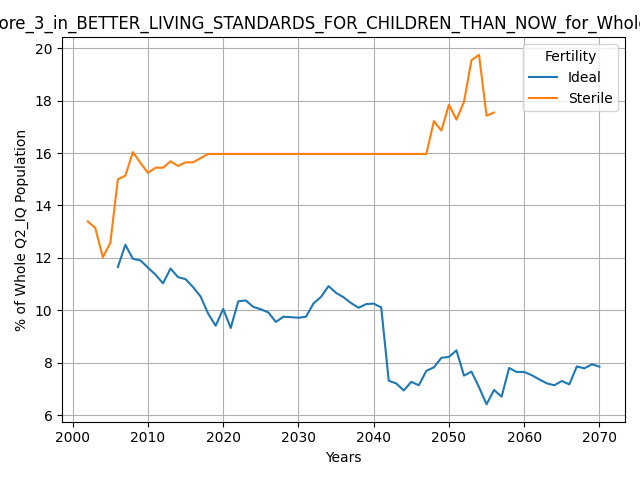 ore_3_in_BETTER_LIVING_STANDARDS_FOR_CHILDREN_THAN_NOW_for_Whole
Fertility
Ideal
Sterile
% of Whole Q2_IQ Population
20
18
16
14
12
10
8
6
2000 2010 2020 2030 2040 2050 2060 2070
Years